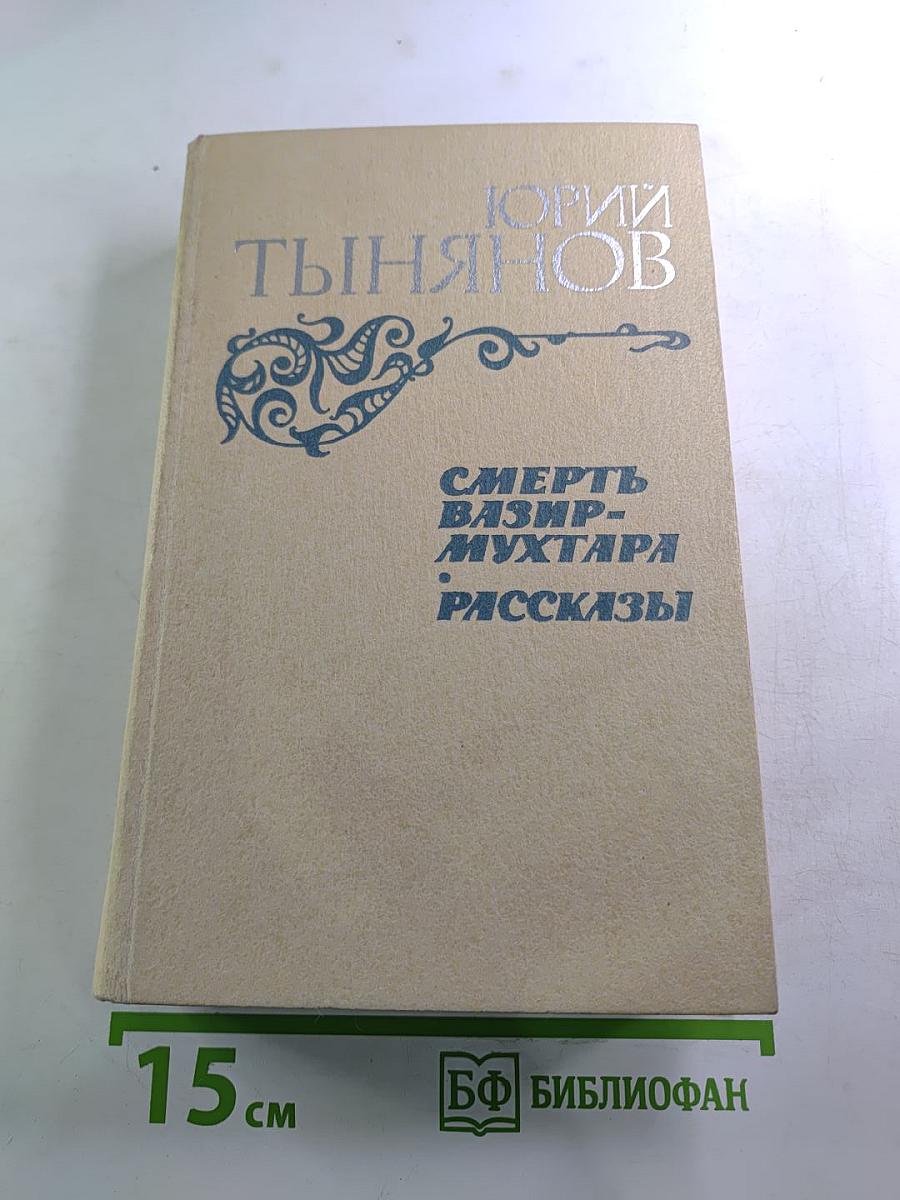 ЮРИЙ
ТЫНЯНОВ
СМЕРТЬ
ВАЗИР-
МУХТАРА
•
РАССКАЗЫ
15 см
БФ БИБЛИОФАН